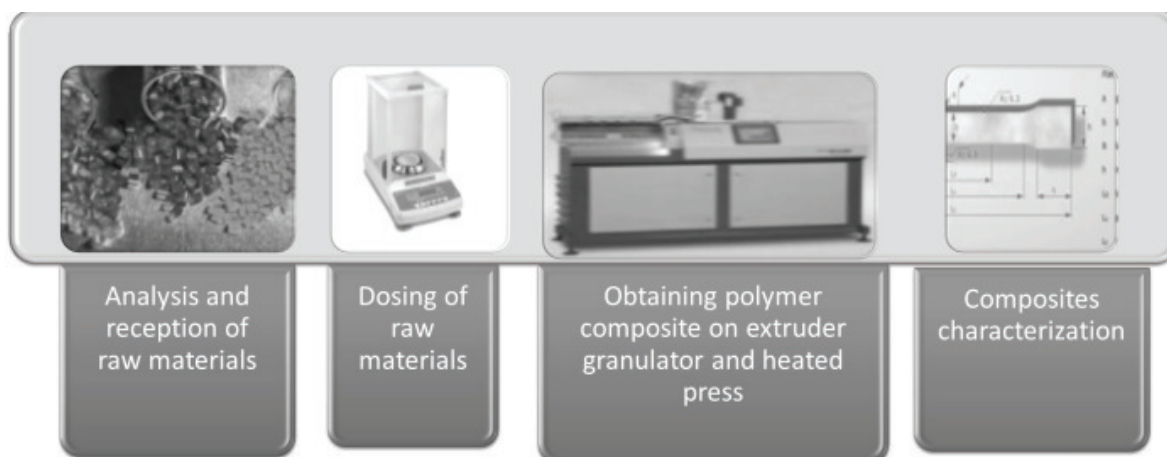 Analysis and
reception of
raw materials
Dosing of
raw
materials
Obtaining polymer
composite on extruder
granulator and heated
press
Composites
characterization